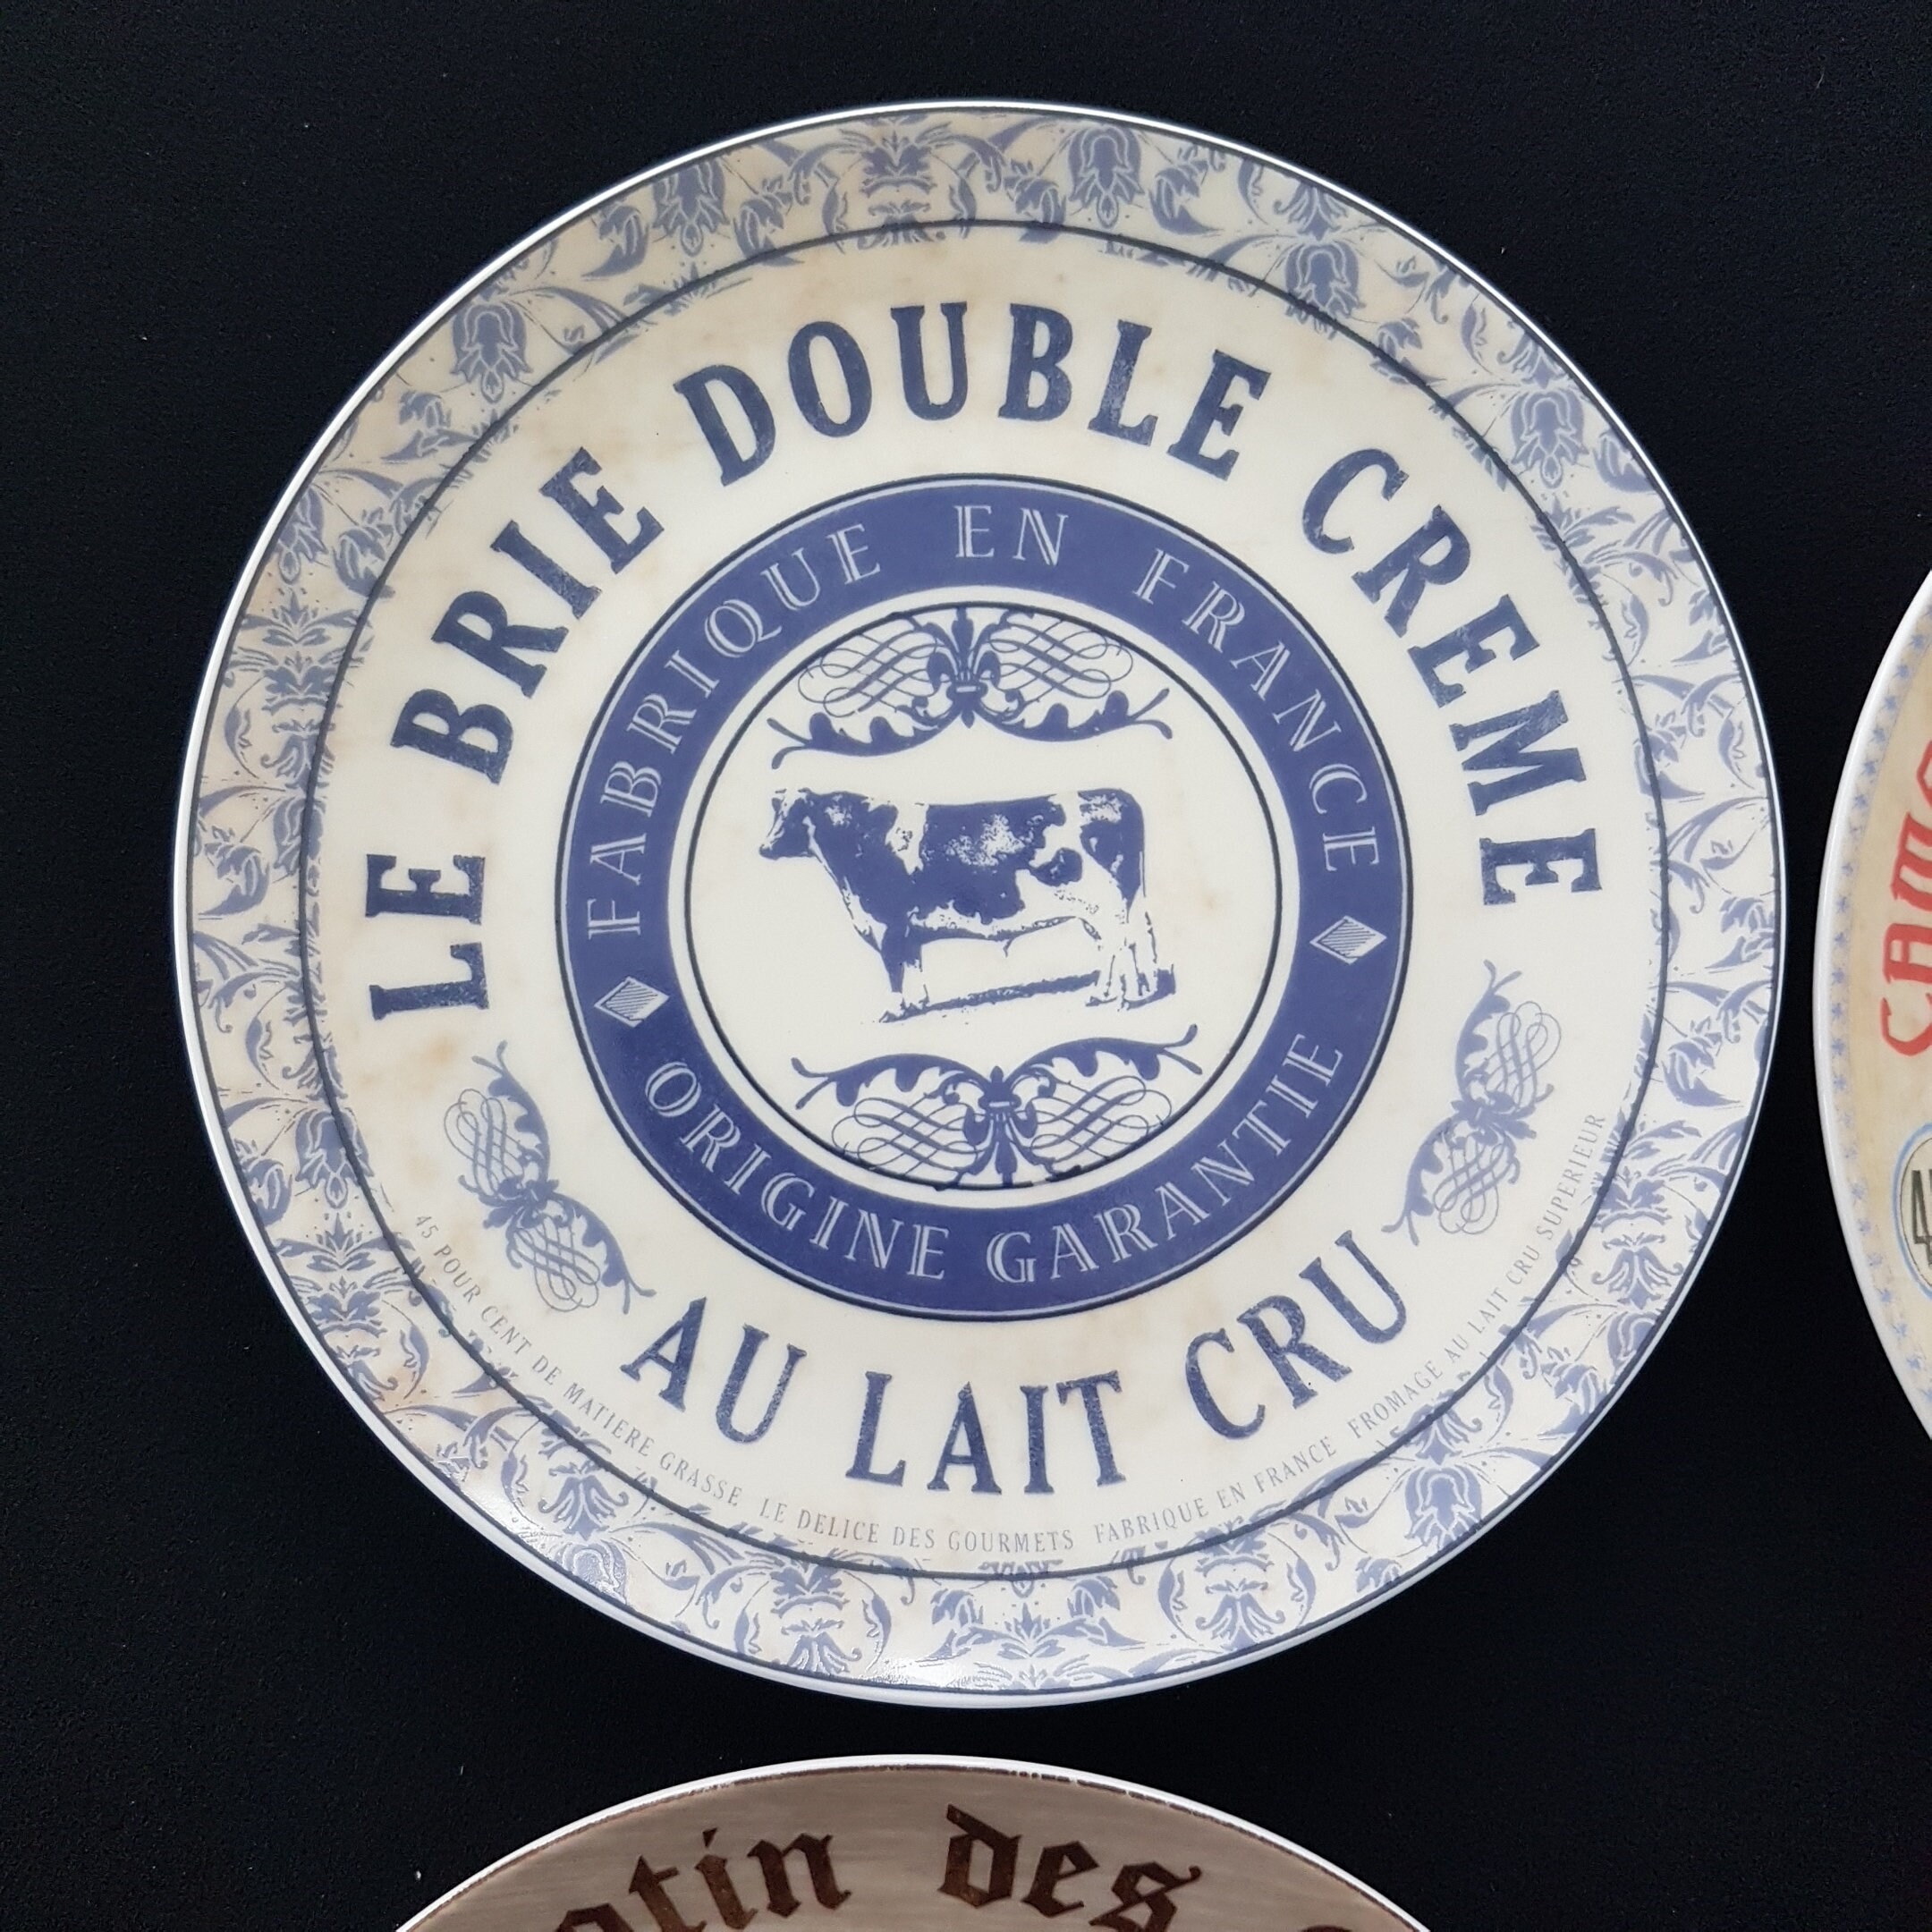 LE BRIE DOUBLE CREME
FABRIQUE EN FRANCE
ORIGINE GARANTIE
AU LAIT CRU
45 POUR CENT DE MATIERE GRASSE LE DELICE DES GOURMETS FABRIQUE EN FRANCE FROMAGE AU LAIT CRU SUPERIEUR
des